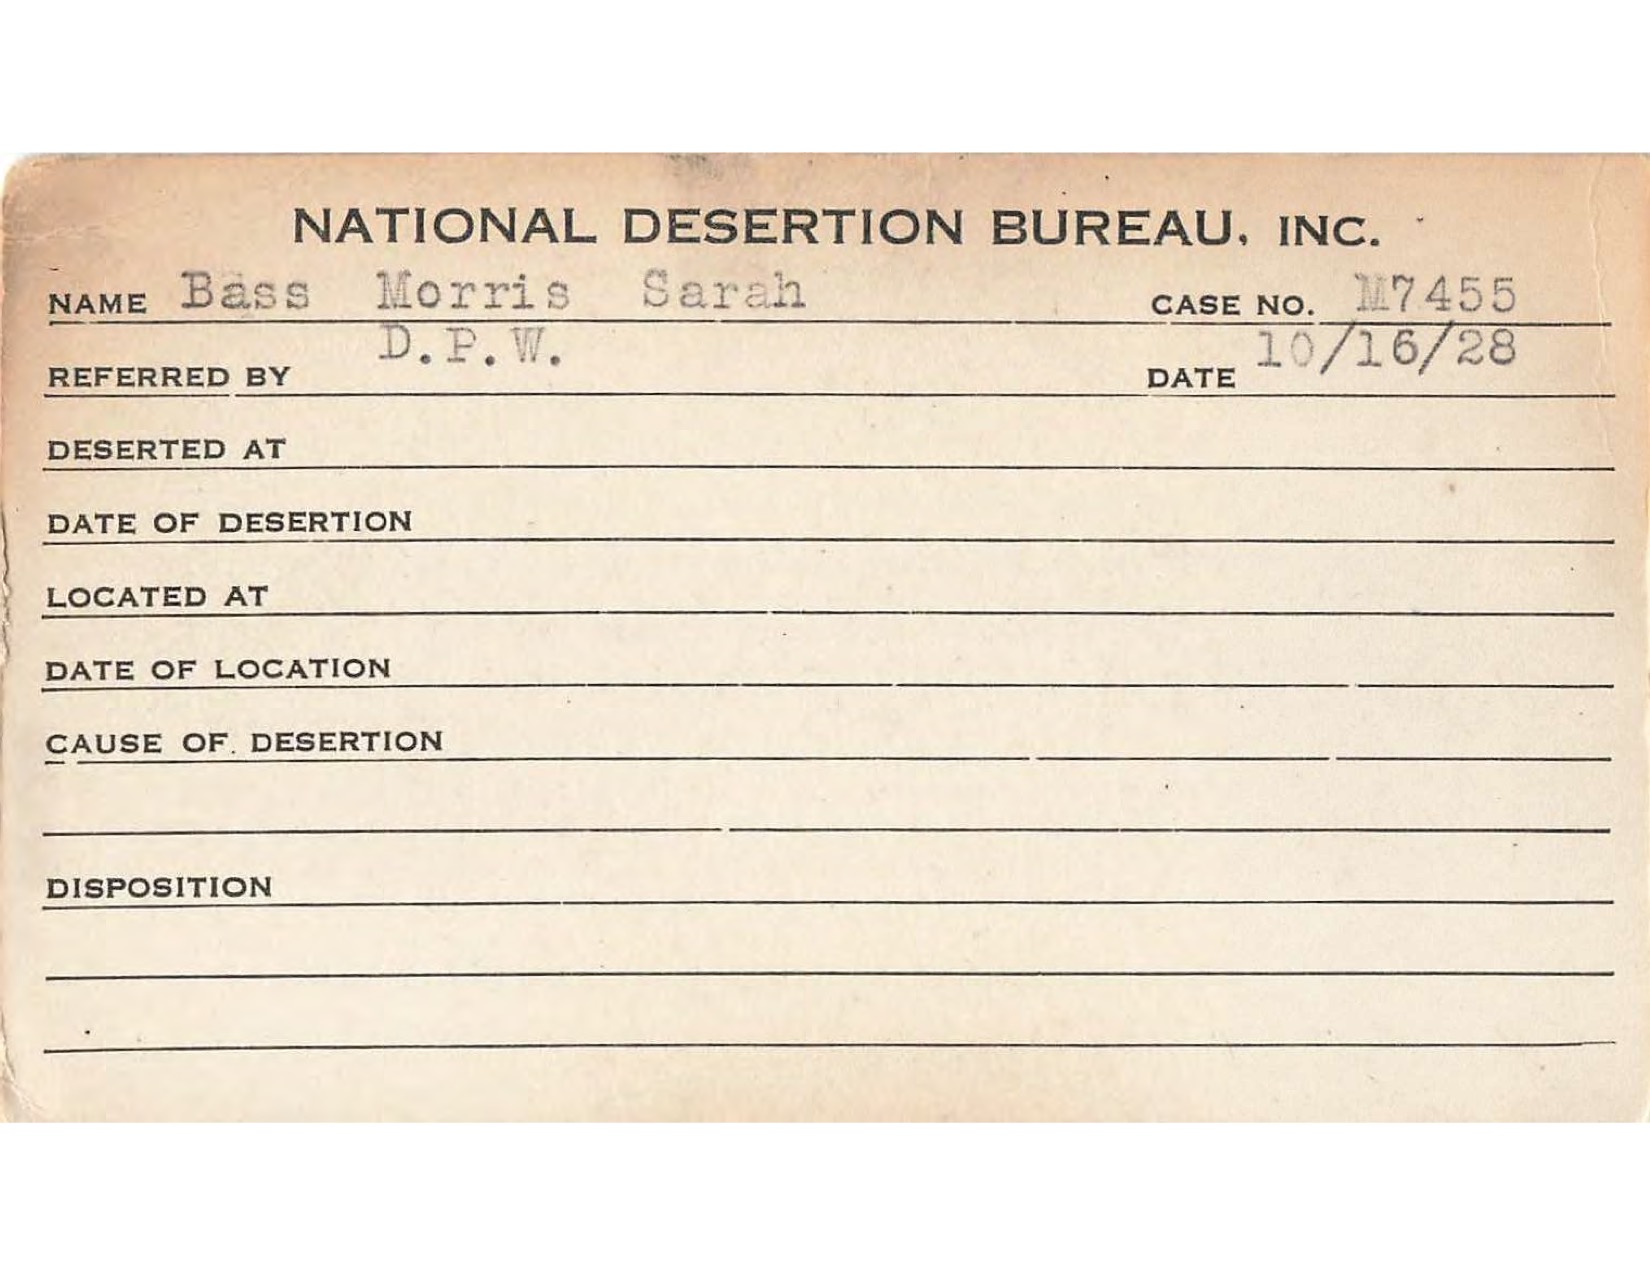 NATIONAL DESERTION BUREAU, INC.
NAME Bass Morris Sarah CASE NO. M7455
REFERRED BY D.P.W. DATE 10/16/28
DESERTED AT
DATE OF DESERTION
LOCATED AT
DATE OF LOCATION
CAUSE OF DESERTION
DISPOSITION